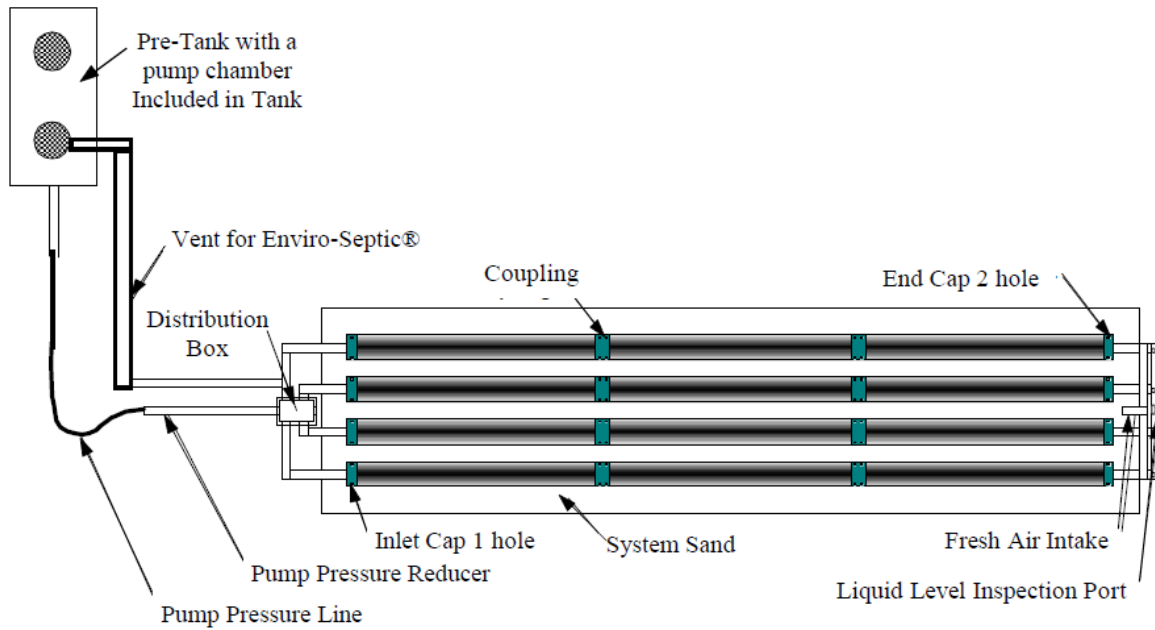 Pre-Tank with a
pump chamber
Included in Tank
Vent for Enviro-Septic®
Distribution
Box
Coupling
End Cap 2 hole
Inlet Cap 1 hole
System Sand
Fresh Air Intake
Pump Pressure Reducer
Liquid Level Inspection Port
Pump Pressure Line